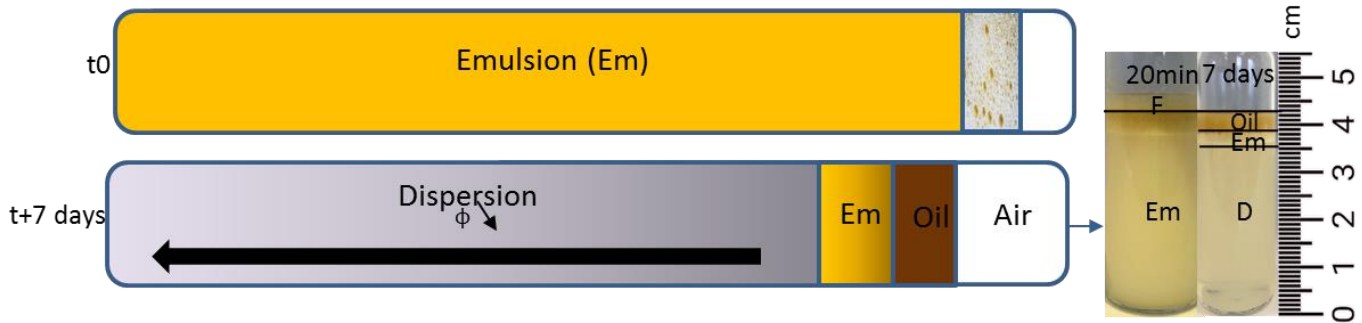 t0
Emulsion (Em)
t+7 days
Dispersion
ϕ
Em
Oil
Air
20min
F
Em
7 days
Oil
Em
D
cm
5
4
3
2
1
0